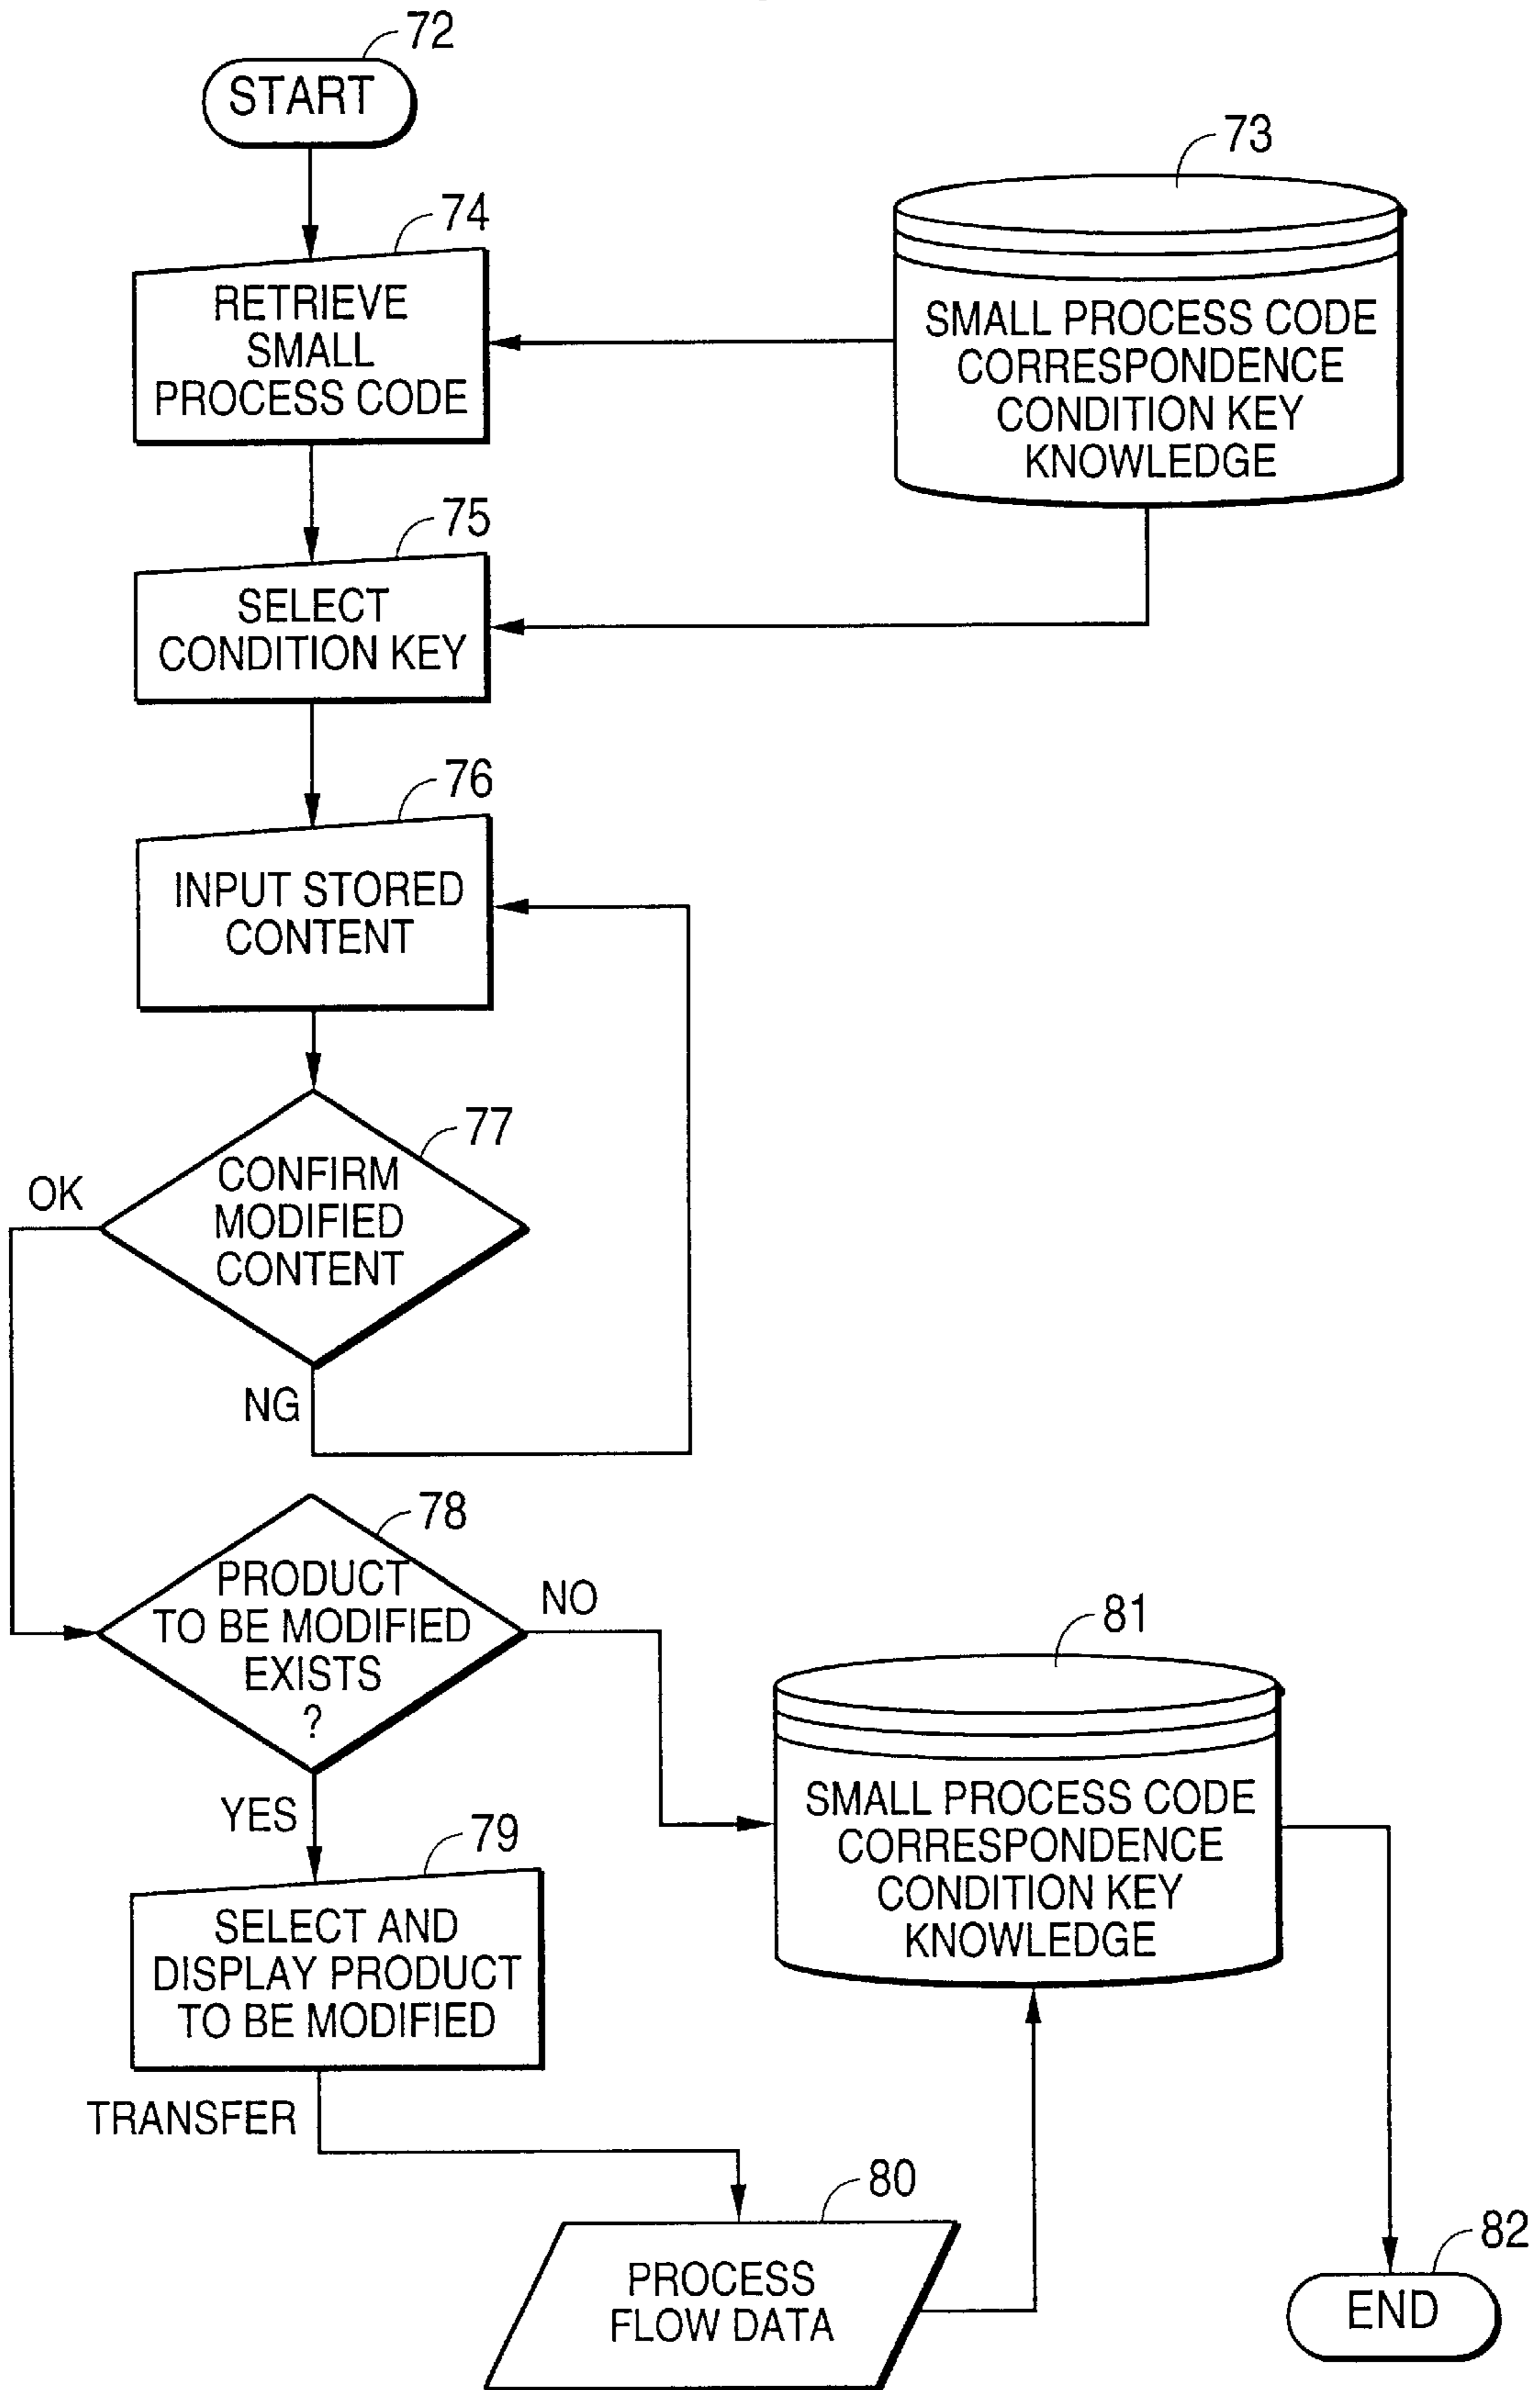 72
START
73
74
RETRIEVE
SMALL
PROCESS CODE
SMALL PROCESS CODE
CORRESPONDENCE
CONDITION KEY
KNOWLEDGE
75
SELECT
CONDITION KEY
76
INPUT STORED
CONTENT
77
CONFIRM
MODIFIED
CONTENT
OK
NG
78
PRODUCT
TO BE MODIFIED
EXISTS
?
NO
YES
81
SMALL PROCESS CODE
CORRESPONDENCE
CONDITION KEY
KNOWLEDGE
79
SELECT AND
DISPLAY PRODUCT
TO BE MODIFIED
TRANSFER
80
PROCESS
FLOW DATA
82
END